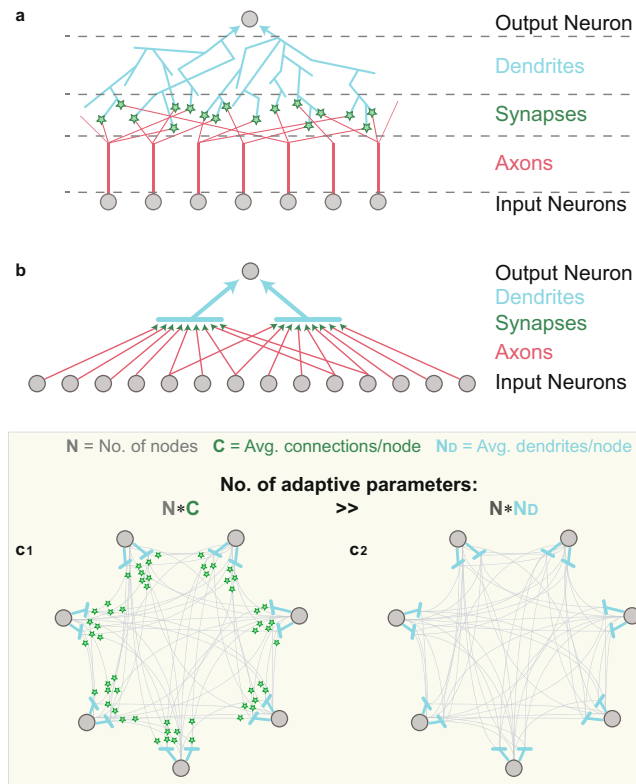 a
Output Neuron
Dendrites
Synapses
Axons
Input Neurons
b
Output Neuron
Dendrites
Synapses
Axons
Input Neurons
N = No. of nodes C = Avg. connections/node ND = Avg. dendrites/node
No. of adaptive parameters:
N*C >> N*ND
c1 c2